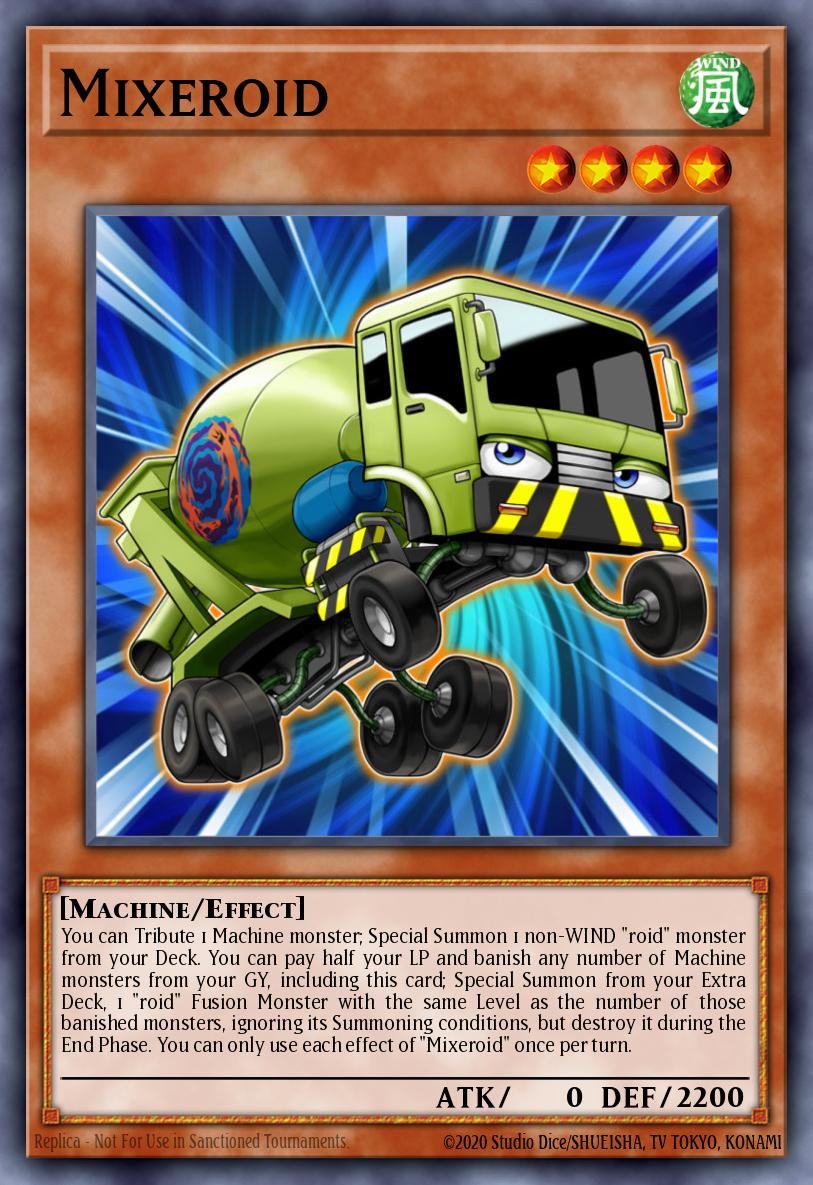 Mixeroid
WIND
風
[Machine/Effect]
You can Tribute 1 Machine monster; Special Summon 1 non-WIND "roid" monster
from your Deck. You can pay half your LP and banish any number of Machine
monsters from your GY, including this card; Special Summon from your Extra
Deck, 1 "roid" Fusion Monster with the same Level as the number of those
banished monsters, ignoring its Summoning conditions, but destroy it during the
End Phase. You can only use each effect of "Mixeroid" once per turn.
ATK/ 0 DEF/2200
Replica - Not For Use in Sanctioned Tournaments. ©2020 Studio Dice/SHUEISHA, TV TOKYO, KONAMI